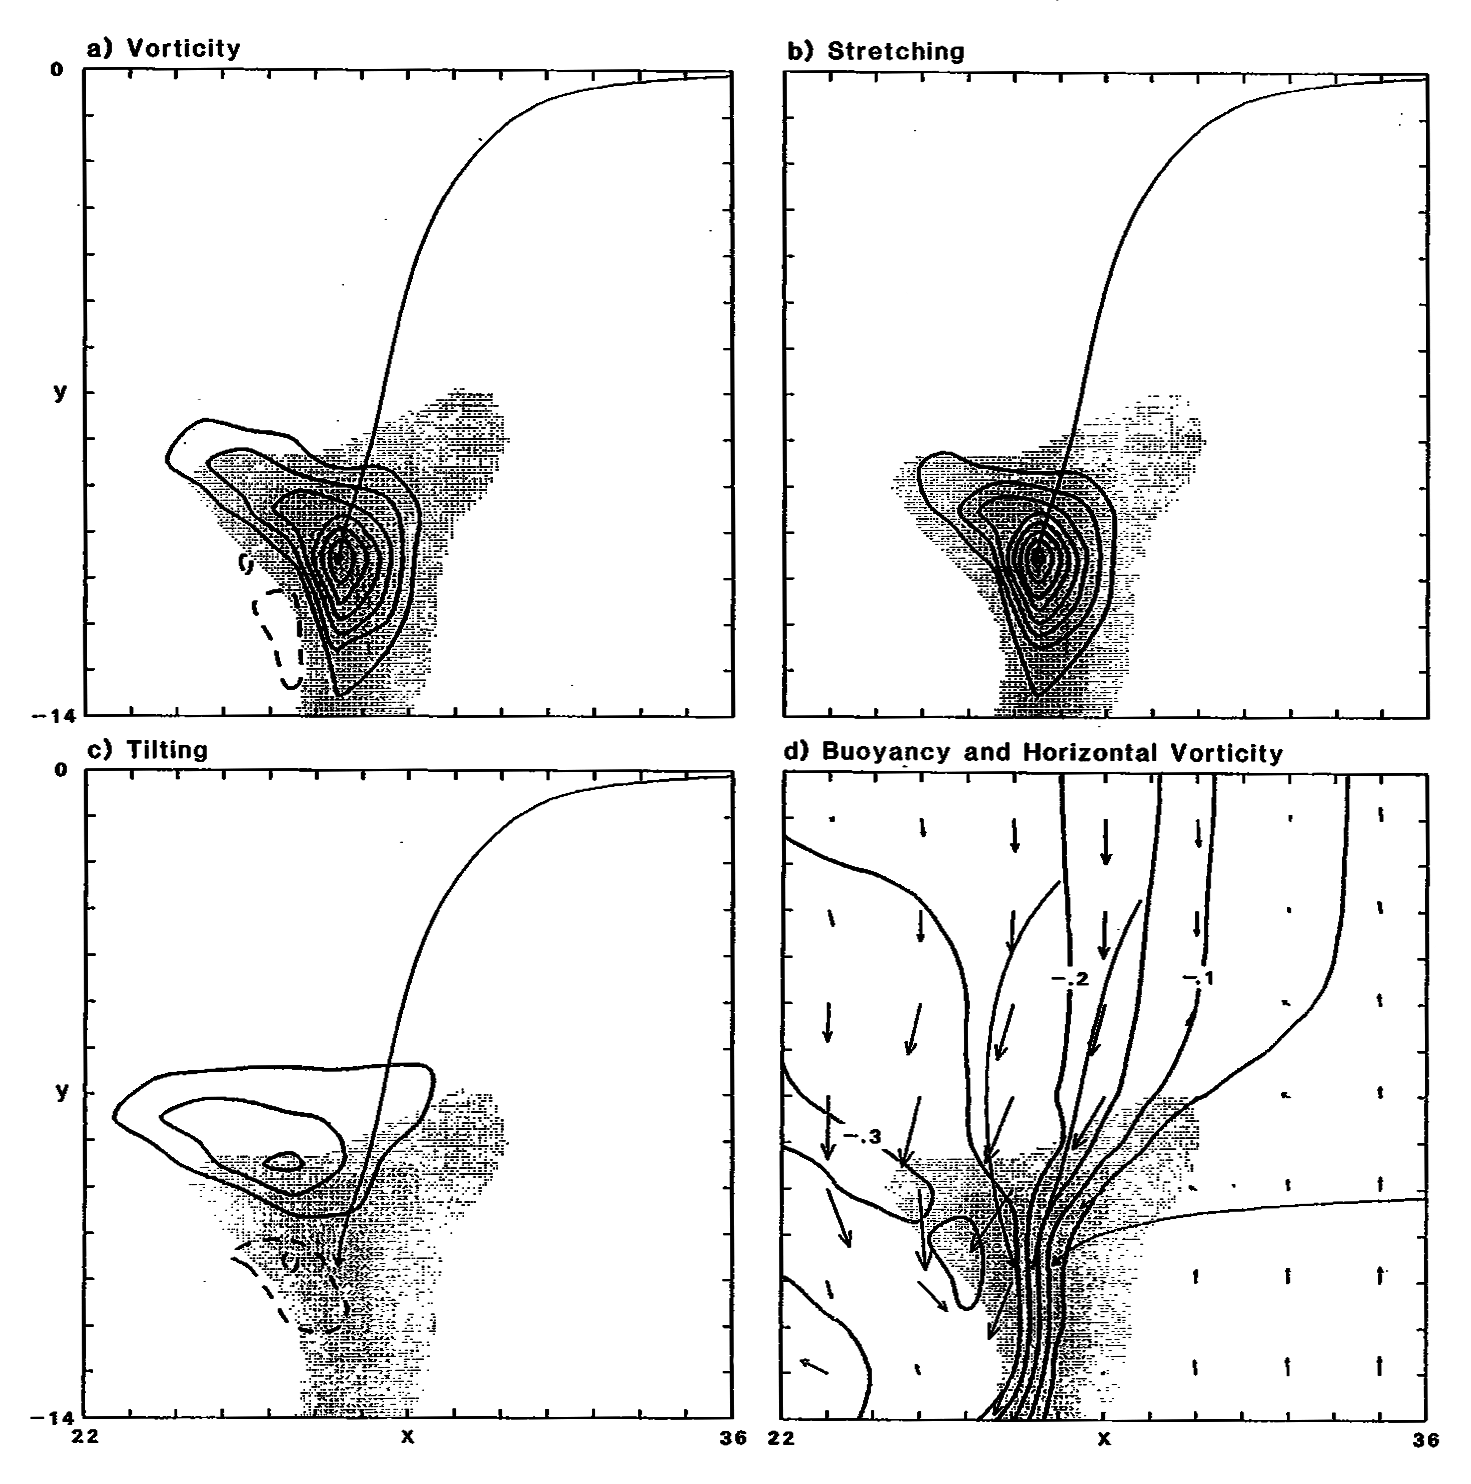 a) Vorticity
b) Stretching
0
y
−14
c) Tilting
d) Buoyancy and Horizontal Vorticity
0
−.2
−.1
y
−.3
−14
22
x
36
22
x
36